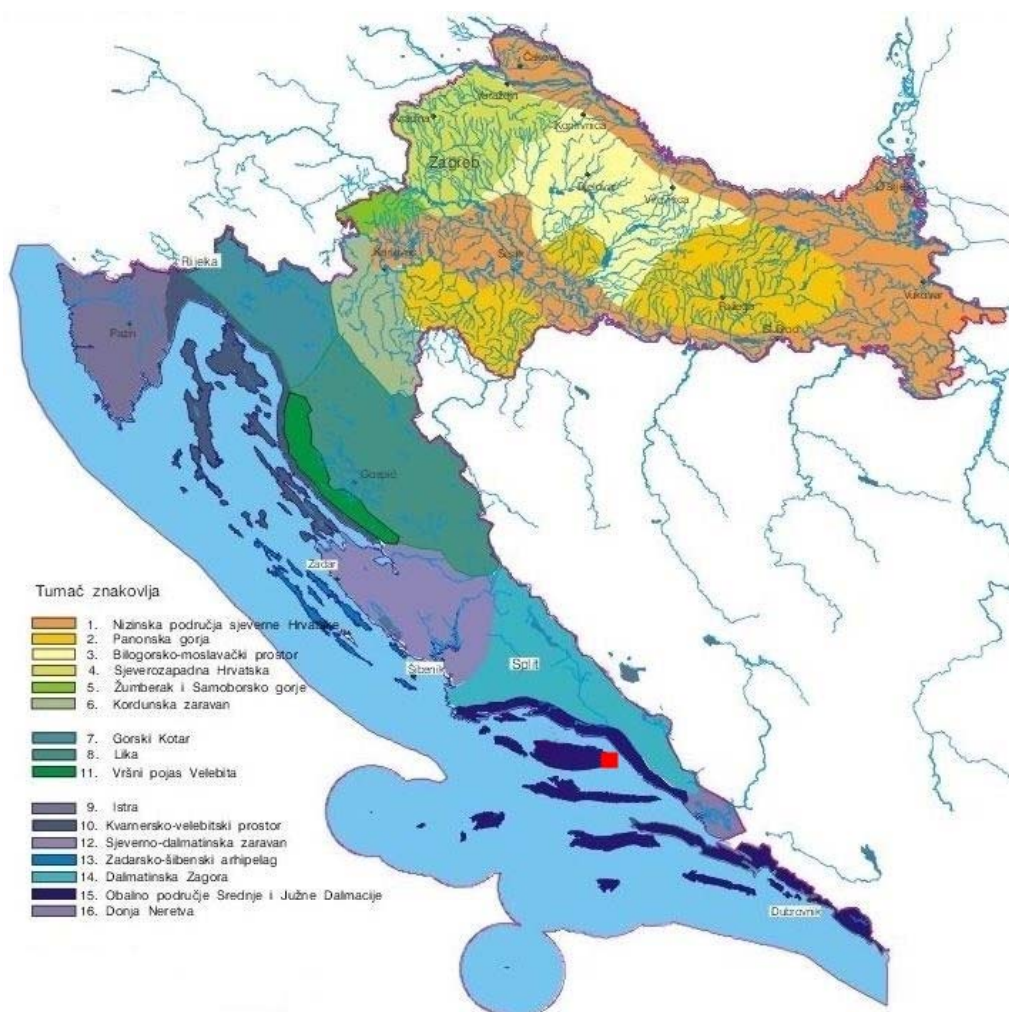 Čakovec
Varaždin
Krapina
Koprivnica
Zagreb
Bjelovar
Virovitica
Osijek
Karlovac
Sisak
Rijeka
Vukovar
Požega
Sl.Brod
Pazin
Gospić
Zadar
Tumač znakovlja
1. Nizinska područja sjeverne Hrvatske
2. Panonska gorja
3. Bilogorsko-moslavački prostor
4. Sjeverozapadna Hrvatska
5. Žumberak i Samoborsko gorje
6. Kordunska zaravan
Šibenik
Split
7. Gorski Kotar
8. Lika
11. Vršni pojas Velebita
9. Istra
10. Kvarnersko-velebitski prostor
12. Sjeverno-dalmatinska zaravan
13. Zadarsko-šibenski arhipelag
14. Dalmatinska Zagora
15. Obalno područje Srednje i Južne Dalmacije
16. Donja Neretva
Dubrovnik